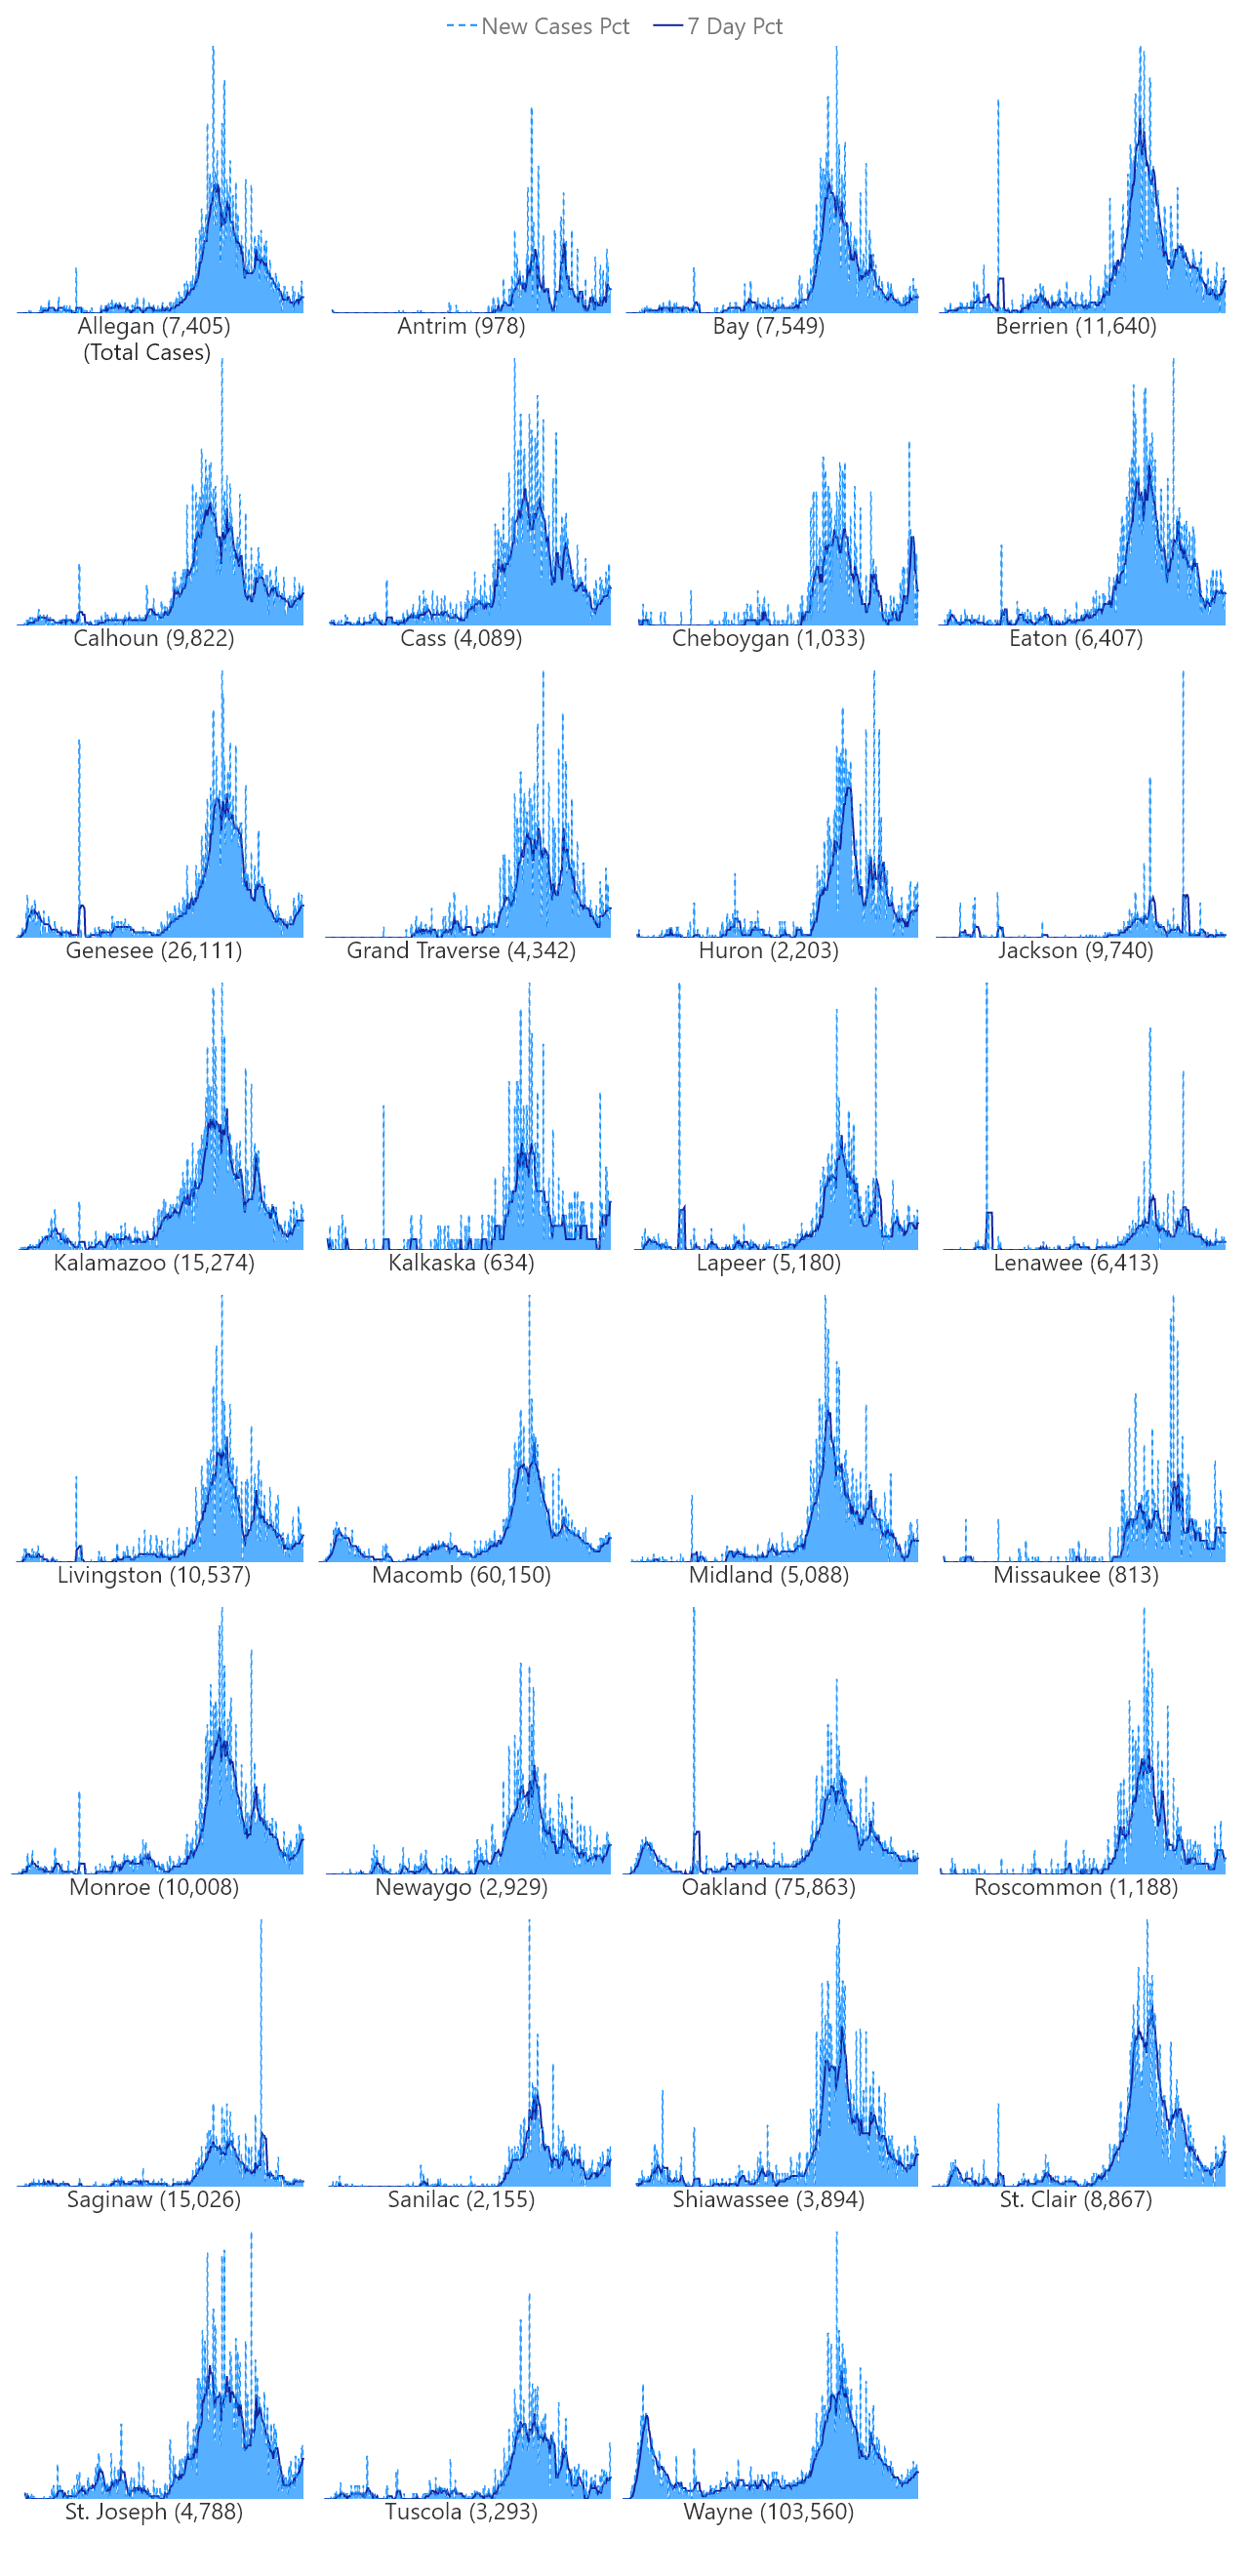 New Cases Pct 7 Day Pct
Allegan (7,405) Antrim (978) Bay (7,549) Berrien (11,640)
(Total Cases)
Calhoun (9,822) Cass (4,089) Cheboygan (1,033) Eaton (6,407)
Genesee (26,111) Grand Traverse (4,342) Huron (2,203) Jackson (9,740)
Kalamazoo (15,274) Kalkaska (634) Lapeer (5,180) Lenawee (6,413)
Livingston (10,537) Macomb (60,150) Midland (5,088) Missaukee (813)
Monroe (10,008) Newaygo (2,929) Oakland (75,863) Roscommon (1,188)
Saginaw (15,026) Sanilac (2,155) Shiawassee (3,894) St. Clair (8,867)
St. Joseph (4,788) Tuscola (3,293) Wayne (103,560)